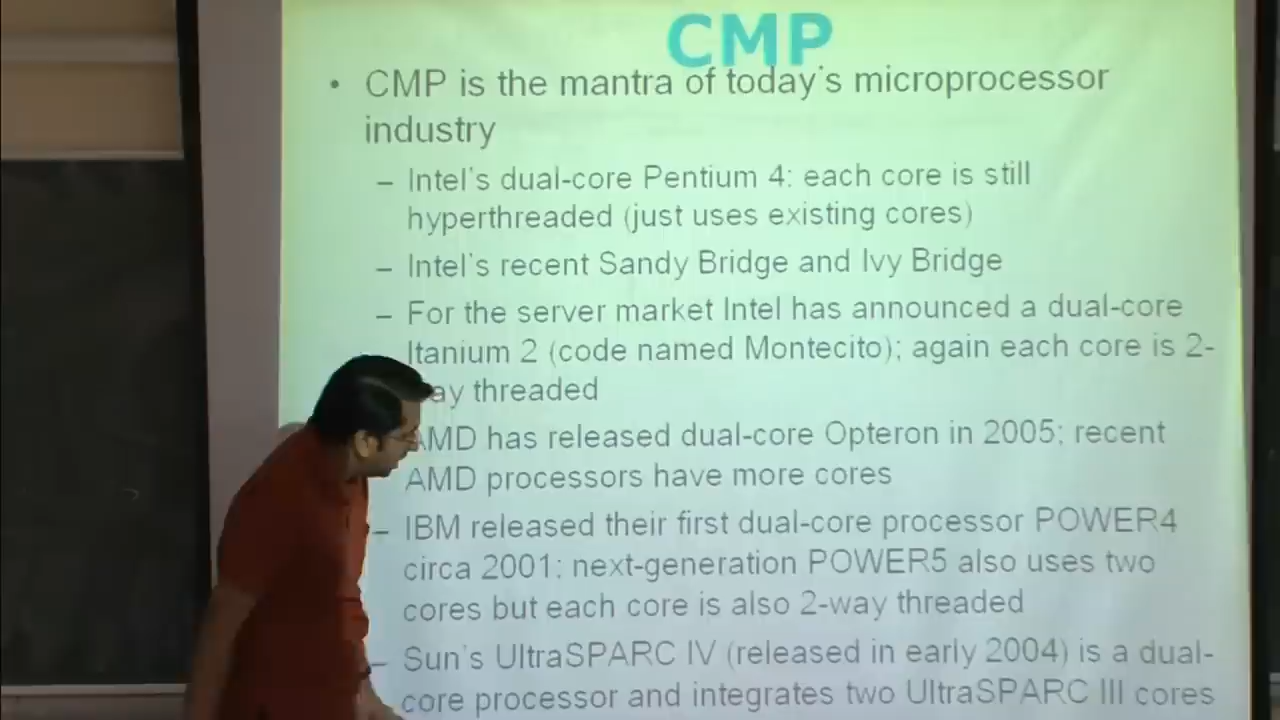 CMP
• CMP is the mantra of today's microprocessor
industry
– Intel's dual-core Pentium 4: each core is still
hyperthreaded (just uses existing cores)
– Intel's recent Sandy Bridge and Ivy Bridge
– For the server market Intel has announced a dual-core
Itanium 2 (code named Montecito); again each core is 2-
ay threaded
AMD has released dual-core Opteron in 2005; recent
AMD processors have more cores
– IBM released their first dual-core processor POWER4
circa 2001; next-generation POWER5 also uses two
cores but each core is also 2-way threaded
– Sun's UltraSPARC IV (released in early 2004) is a dual-
core processor and integrates two UltraSPARC III cores